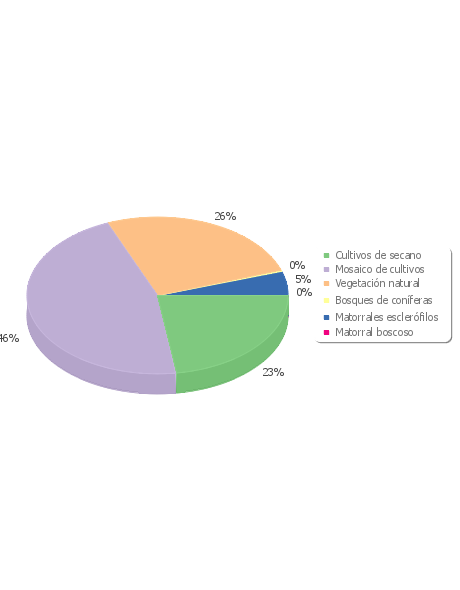 26%
0%
5%
0%
46%
23%
Cultivos de secano
Mosaico de cultivos
Vegetación natural
Bosques de coníferas
Matorrales esclerófilos
Matorral boscoso